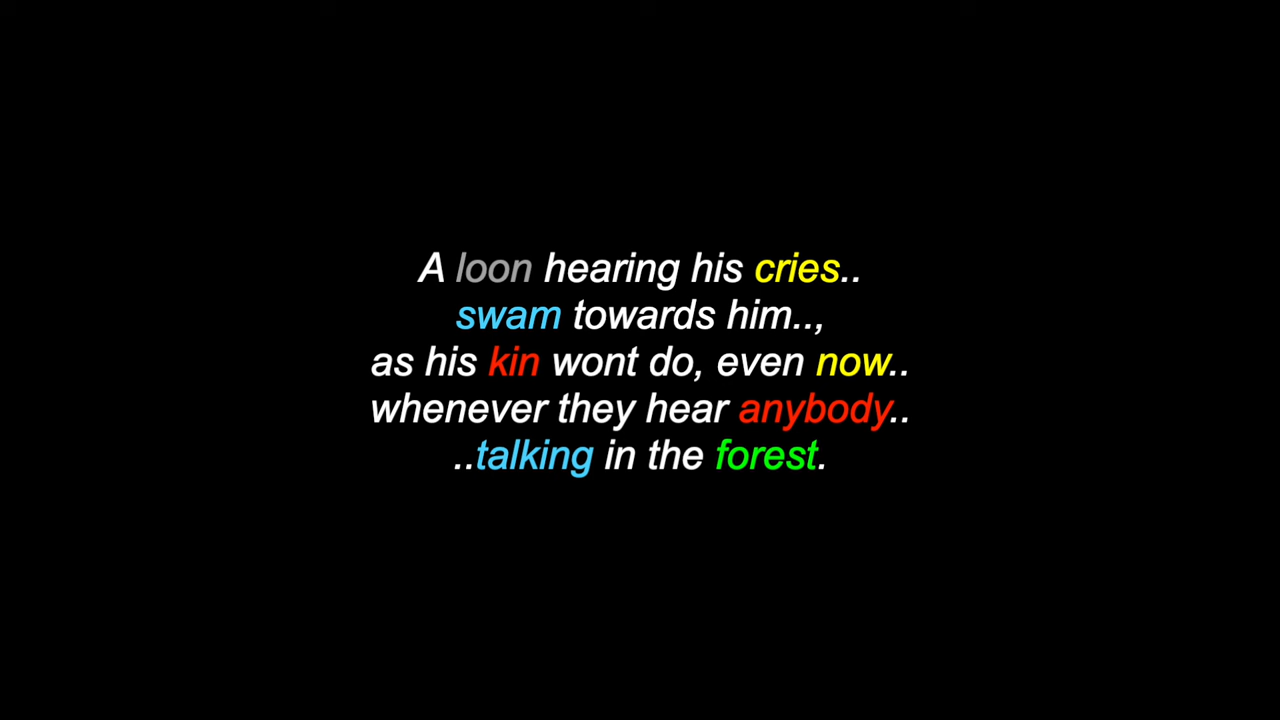 A loon hearing his cries..
swam towards him..,
as his kin wont do, even now..
whenever they hear anybody..
..talking in the forest.